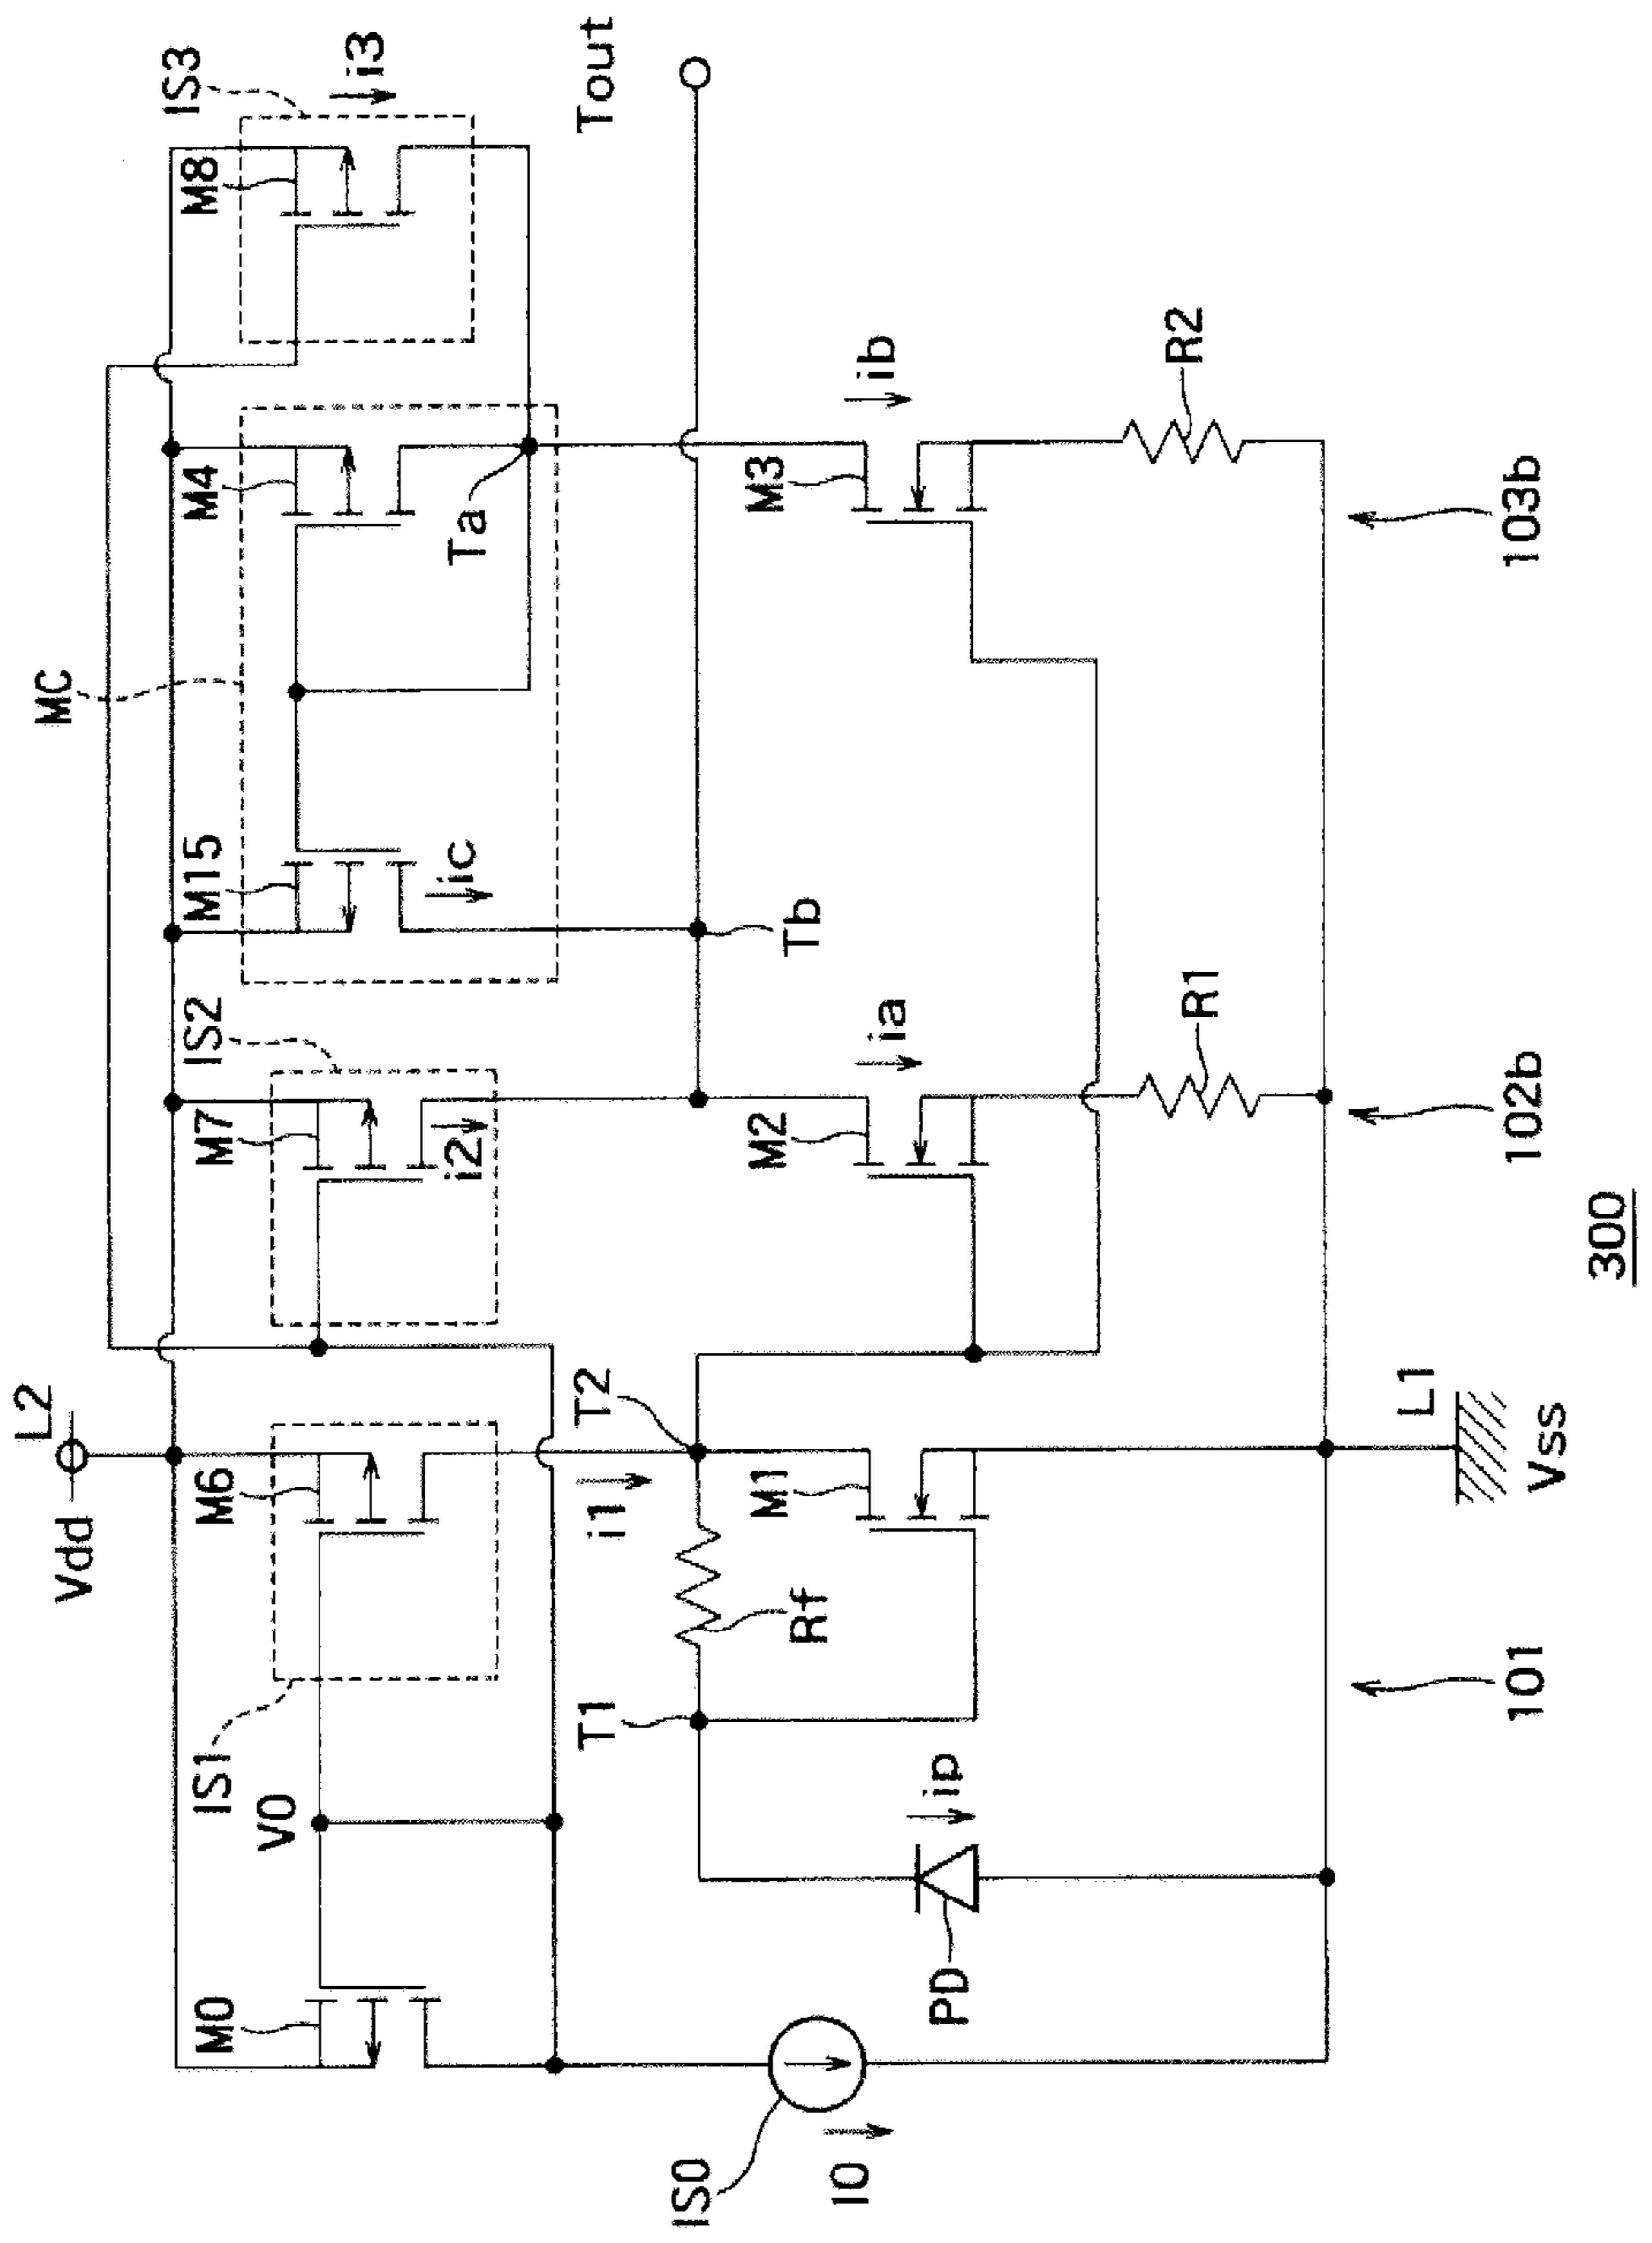 Vdd
L2
MC
IS3
i3
M8
M4
M15
IS2
M7
i2
M6
IS1
V0
M0
ic
Ta
Tout
Tb
T2
i1
T1
Rf
M1
M2
ia
M3
ib
R2
R1
ip
PD
IS0
I0
L1
Vss
101
102b
103b
300